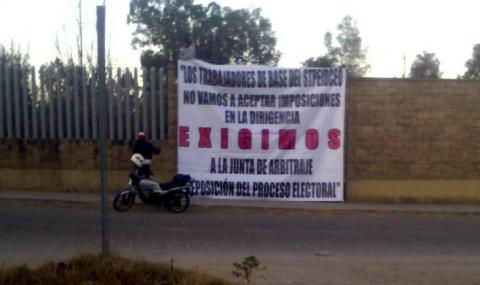 "LOS TRABAJADORES DE BASE DEL STPEIDCEO
NO VAMOS A ACEPTAR IMPOSICIONES
EN LA DIRIGENCIA
EXIGIMOS
A LA JUNTA DE ARBITRAJE
REPOSICIÓN DEL PROCESO ELECTORAL"